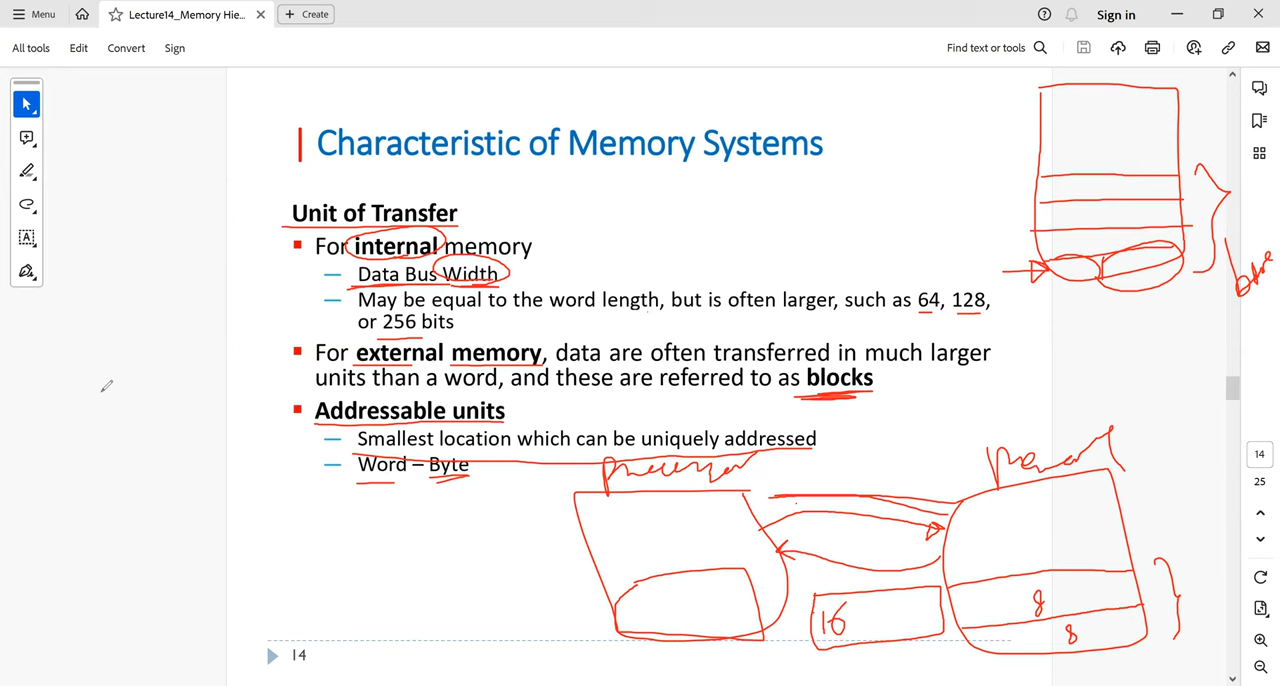 Menu
Lecture14_Memory Hie...
Create
Sign in
All tools
Edit
Convert
Sign
Find text or tools
Characteristic of Memory Systems
Unit of Transfer
For internal memory
— Data Bus Width
— May be equal to the word length, but is often larger, such as 64, 128,
or 256 bits
For external memory, data are often transferred in much larger
units than a word, and these are referred to as blocks
Addressable units
— Smallest location which can be uniquely addressed
— Word – Byte
processor
16
8
8
14
14
25